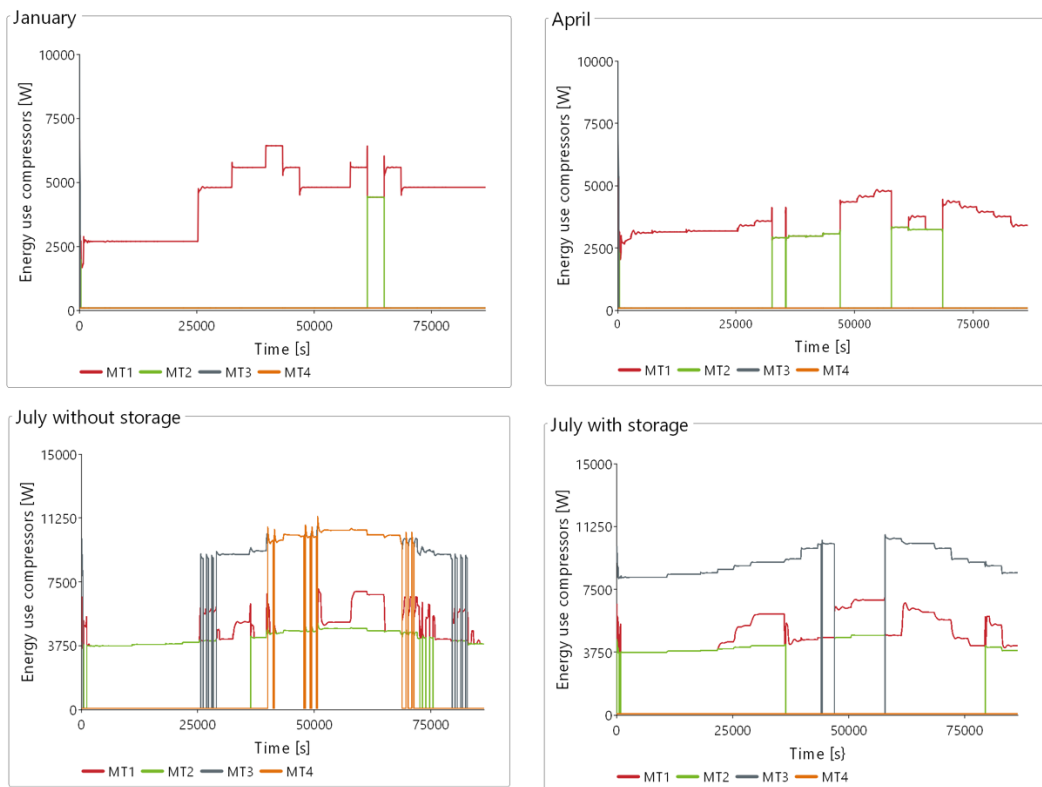 January
Energy use compressors [W]
10000
7500
5000
2500
0
0 25000 50000 75000
Time [s]
MT1 MT2 MT3 MT4
April
Energy use compressors [W]
10000
7500
5000
2500
0
0 25000 50000 75000
Time [s]
MT1 MT2 MT3 MT4
July without storage
Energy use compressors [W]
15000
11250
7500
3750
0
0 25000 50000 75000
Time [s]
MT1 MT2 MT3 MT4
July with storage
Energy use compressors [W]
15000
11250
7500
3750
0
0 25000 50000 75000
Time [s}
MT1 MT2 MT3 MT4